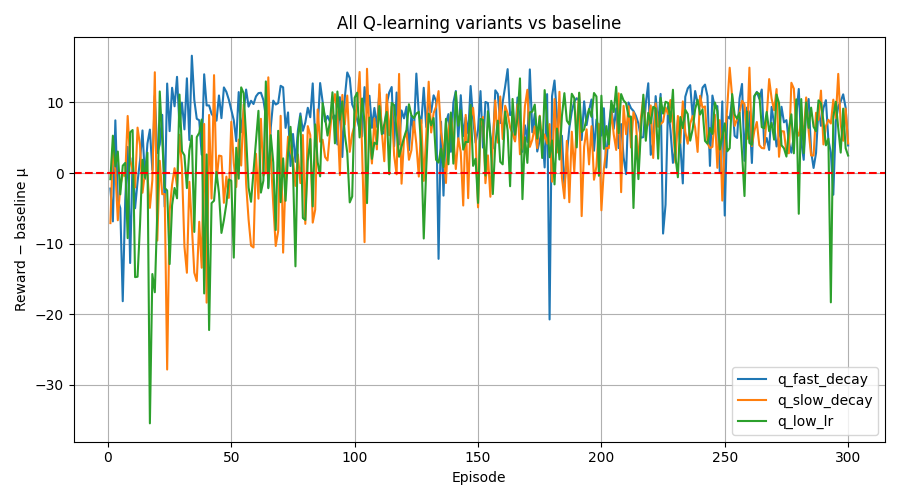 All Q-learning variants vs baseline
Reward − baseline μ
10
0
−10
−20
−30
0
50
100
150
200
250
300
Episode
q_fast_decay
q_slow_decay
q_low_lr